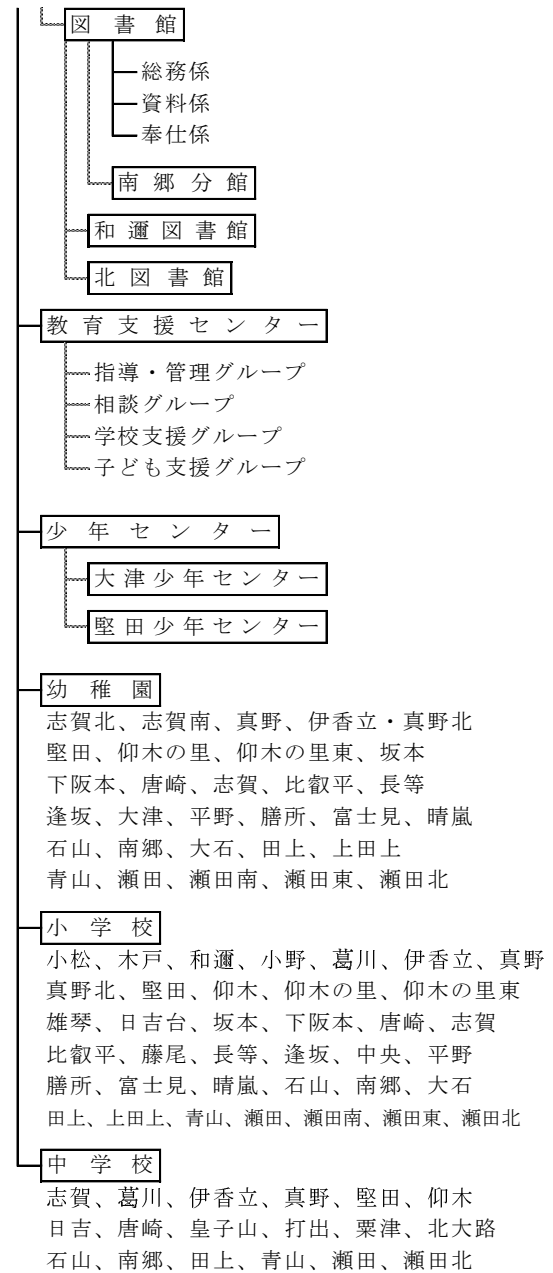 図書館
総務係
資料係
奉仕係
南郷分館
和邇図書館
北図書館
教育支援センター
指導・管理グループ
相談グループ
学校支援グループ
子ども支援グループ
少年センター
大津少年センター
堅田少年センター
幼稚園
志賀北、志賀南、真野、伊香立・真野北
堅田、仰木の里、仰木の里東、坂本
下阪本、唐崎、志賀、比叡平、長等
逢坂、大津、平野、膳所、富士見、晴嵐
石山、南郷、大石、田上、上田上
青山、瀬田、瀬田南、瀬田東、瀬田北
小学校
小松、木戸、和邇、小野、葛川、伊香立、真野
真野北、堅田、仰木、仰木の里、仰木の里東
雄琴、日吉台、坂本、下阪本、唐崎、志賀
比叡平、藤尾、長等、逢坂、中央、平野
膳所、富士見、晴嵐、石山、南郷、大石
田上、上田上、青山、瀬田、瀬田南、瀬田東、瀬田北
中学校
志賀、葛川、伊香立、真野、堅田、仰木
日吉、唐崎、皇子山、打出、粟津、北大路
石山、南郷、田上、青山、瀬田、瀬田北